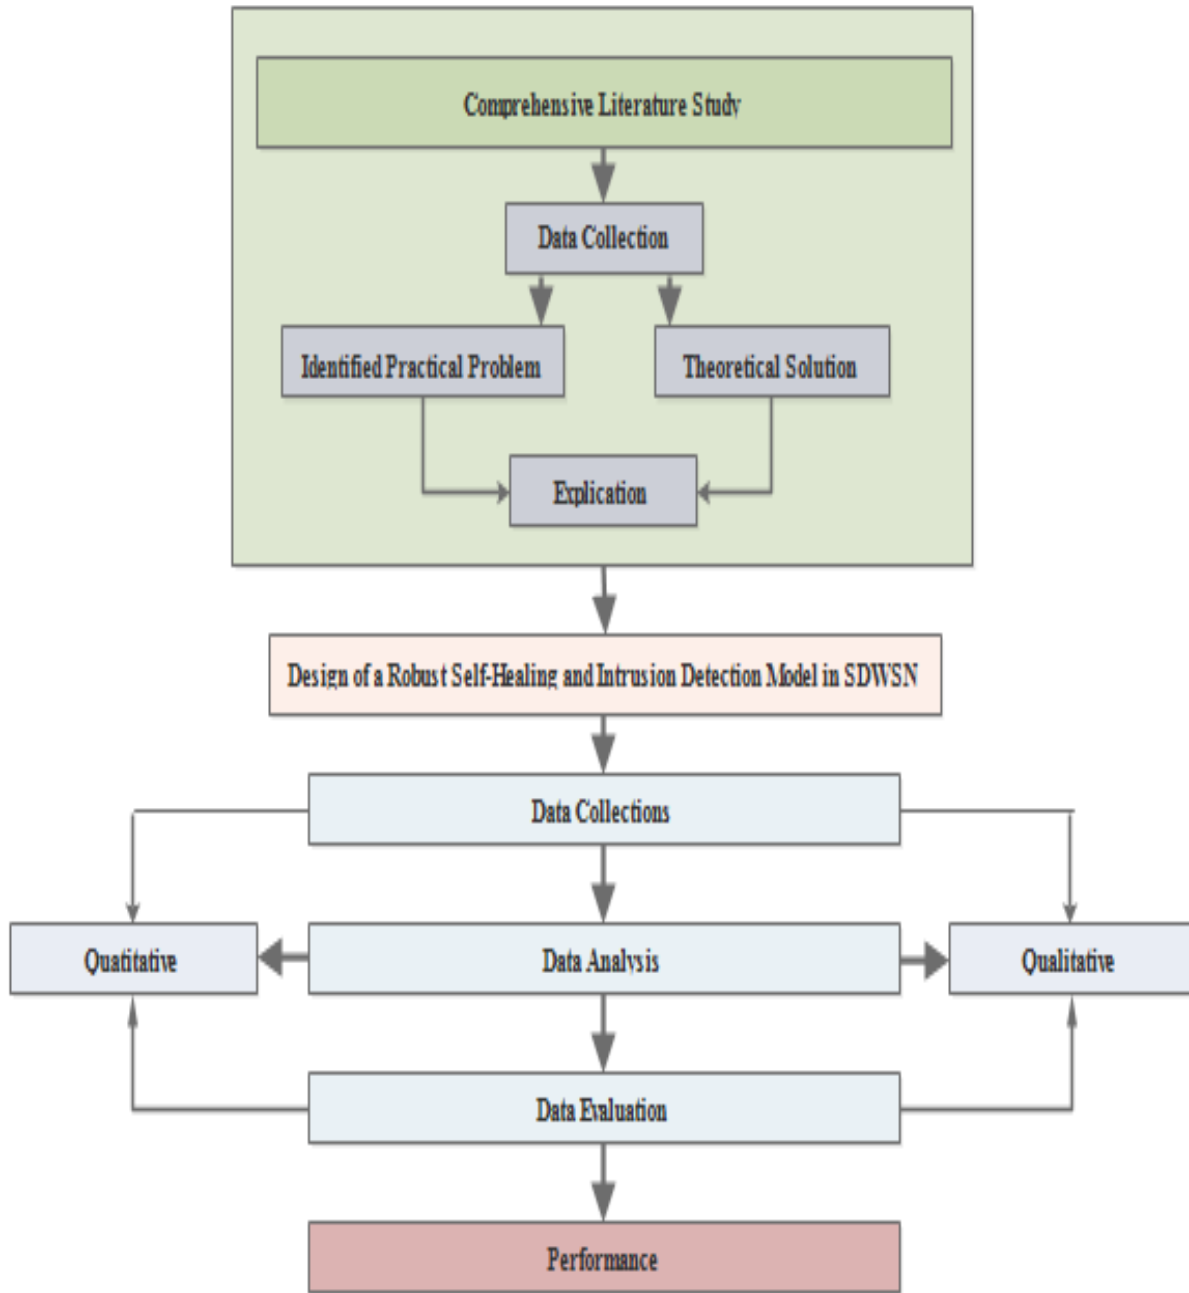 Comprehensive Literature Study
Data Collection
Identified Practical Problem
Theoretical Solution
Explication
Design of a Robust Self-Healing and Intrusion Detection Model in SDWSN
Data Collections
Quatitative
Data Analysis
Qualitative
Data Evaluation
Performance